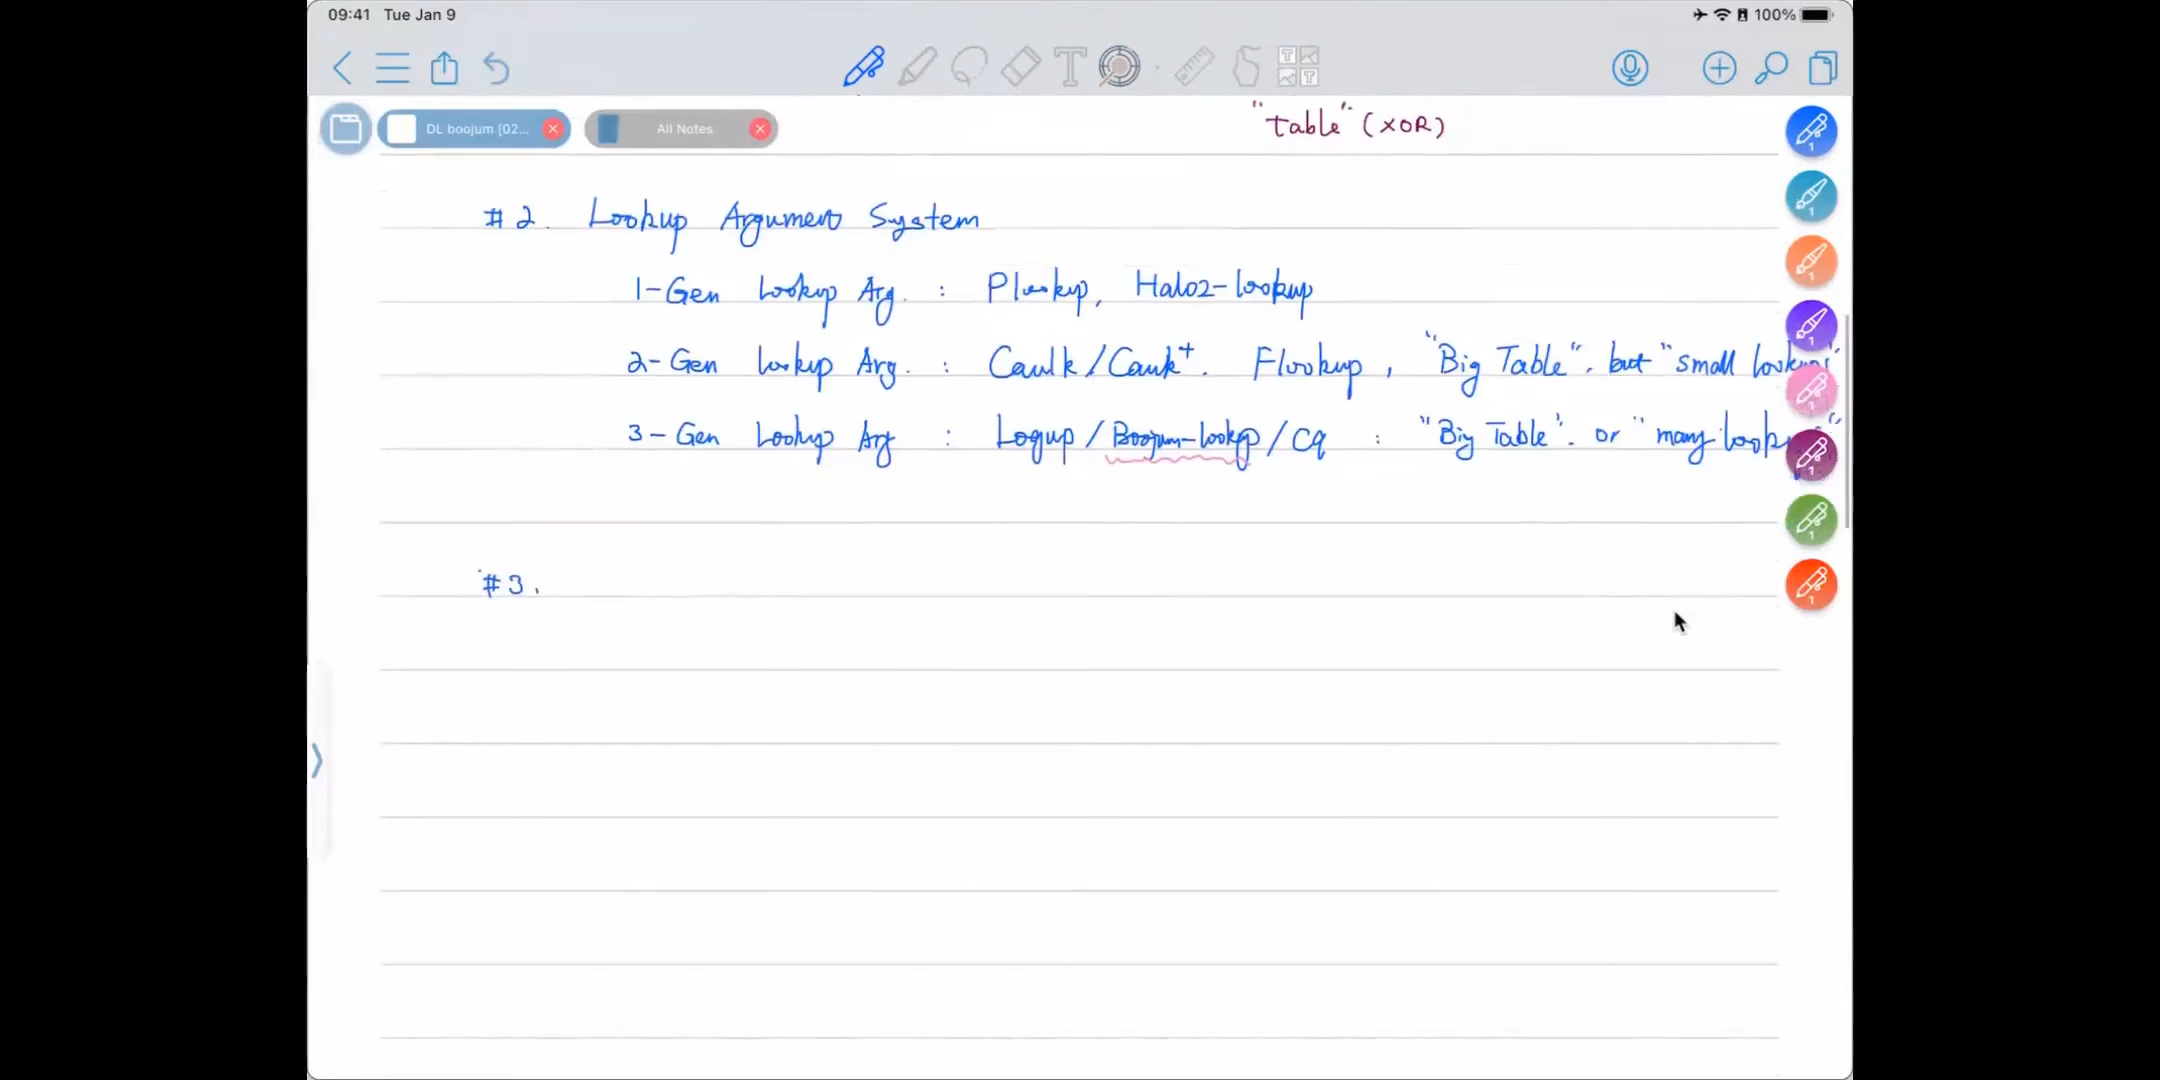 09:41 Tue Jan 9
100%
DL boojum [02...
All Notes
"table" (XOR)
#2. Lookup Argument System
1-Gen Lookup Arg. : Plookup, Halo2-lookup
2-Gen lookup Arg. : Caulk/Cauk+. Flookup, "Big Table". but "small lookup"
3-Gen Lookup Arg : Logup/Boojum-lookup/Cq : "Big Table". or "many
#3.